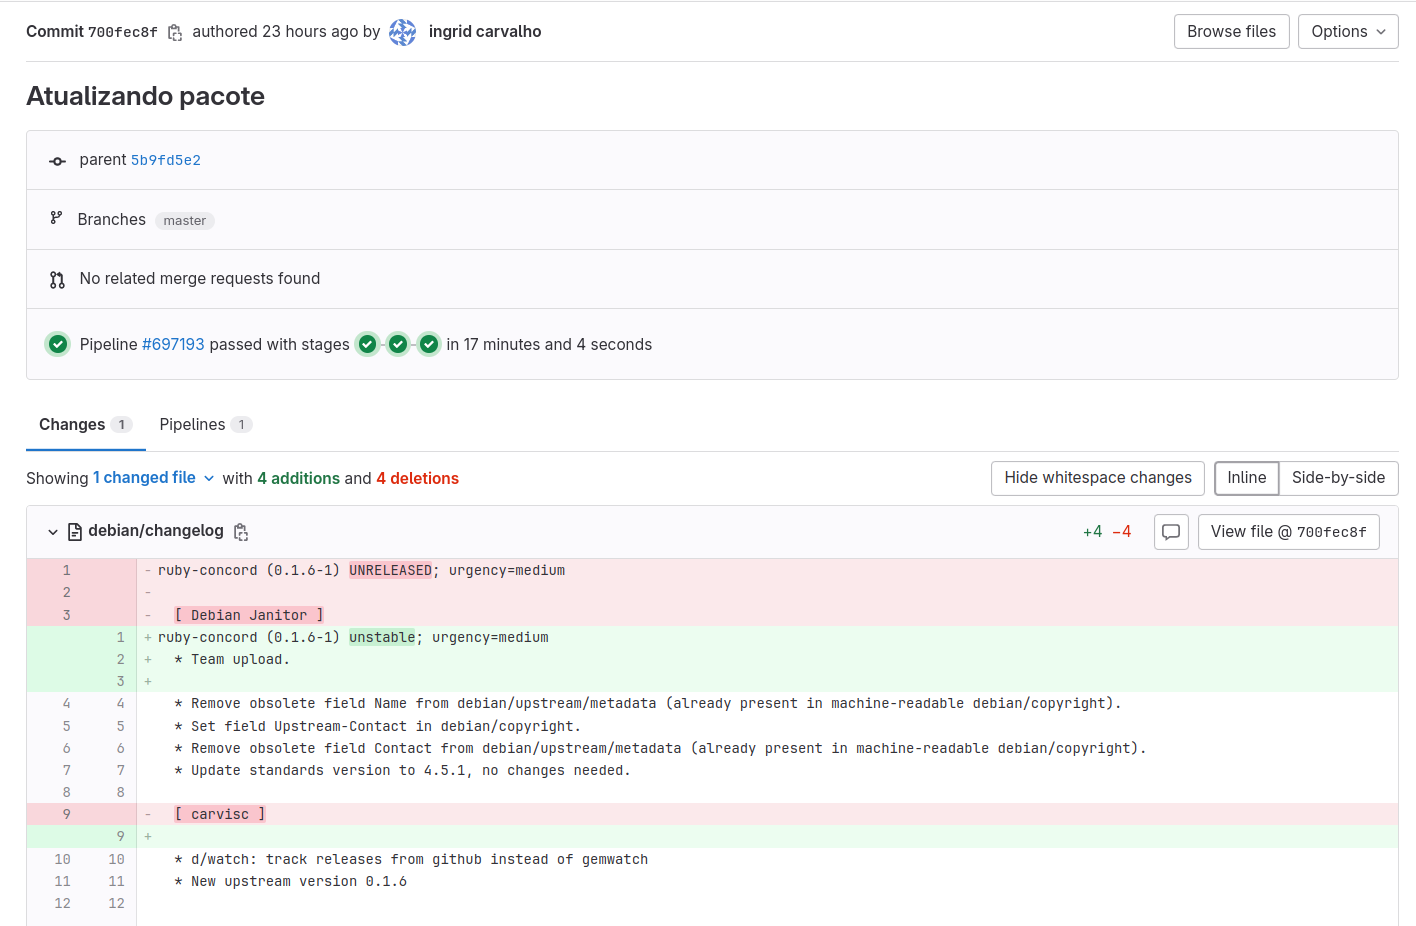 Commit 700fec8f authored 23 hours ago by ingrid carvalho
Browse files
Options
Atualizando pacote
parent 5b9fd5e2
Branches master
No related merge requests found
Pipeline #697193 passed with stages in 17 minutes and 4 seconds
Changes 1 Pipelines 1
Showing 1 changed file with 4 additions and 4 deletions
Hide whitespace changes
Inline
Side-by-side
debian/changelog
+4 −4
View file @ 700fec8f
1 - ruby-concord (0.1.6-1) UNRELEASED; urgency=medium
2 -
3 - [ Debian Janitor ]
1 + ruby-concord (0.1.6-1) unstable; urgency=medium
2 + * Team upload.
3 +
4 4 * Remove obsolete field Name from debian/upstream/metadata (already present in machine-readable debian/copyright).
5 5 * Set field Upstream-Contact in debian/copyright.
6 6 * Remove obsolete field Contact from debian/upstream/metadata (already present in machine-readable debian/copyright).
7 7 * Update standards version to 4.5.1, no changes needed.
8 8
9 - [ carvisc ]
9 +
10 10 * d/watch: track releases from github instead of gemwatch
11 11 * New upstream version 0.1.6
12 12